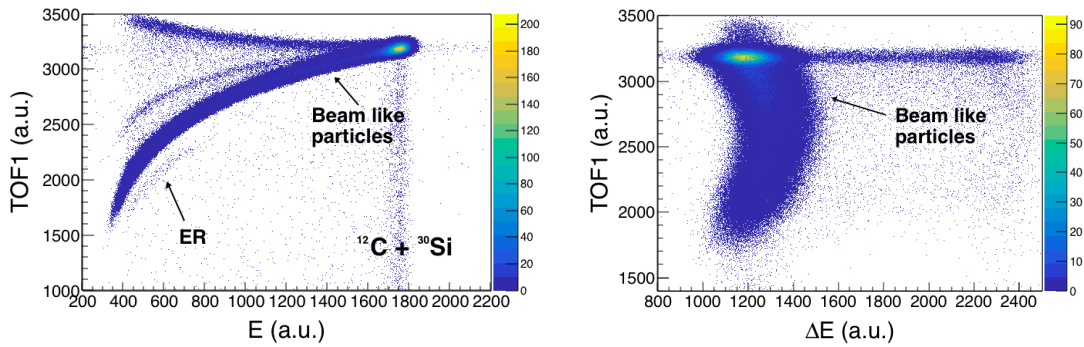 3500
3000
2500
2000
1500
1000
TOF1 (a.u.)
200 400 600 800 1000 1200 1400 1600 1800 2000 2200
E (a.u.)
Beam like
particles
ER
¹²C + ³⁰Si
200
180
160
140
120
100
80
60
40
20
0
3500
3000
2500
2000
1500
TOF1 (a.u.)
800 1000 1200 1400 1600 1800 2000 2200 2400
ΔE (a.u.)
Beam like
particles
90
80
70
60
50
40
30
20
10
0